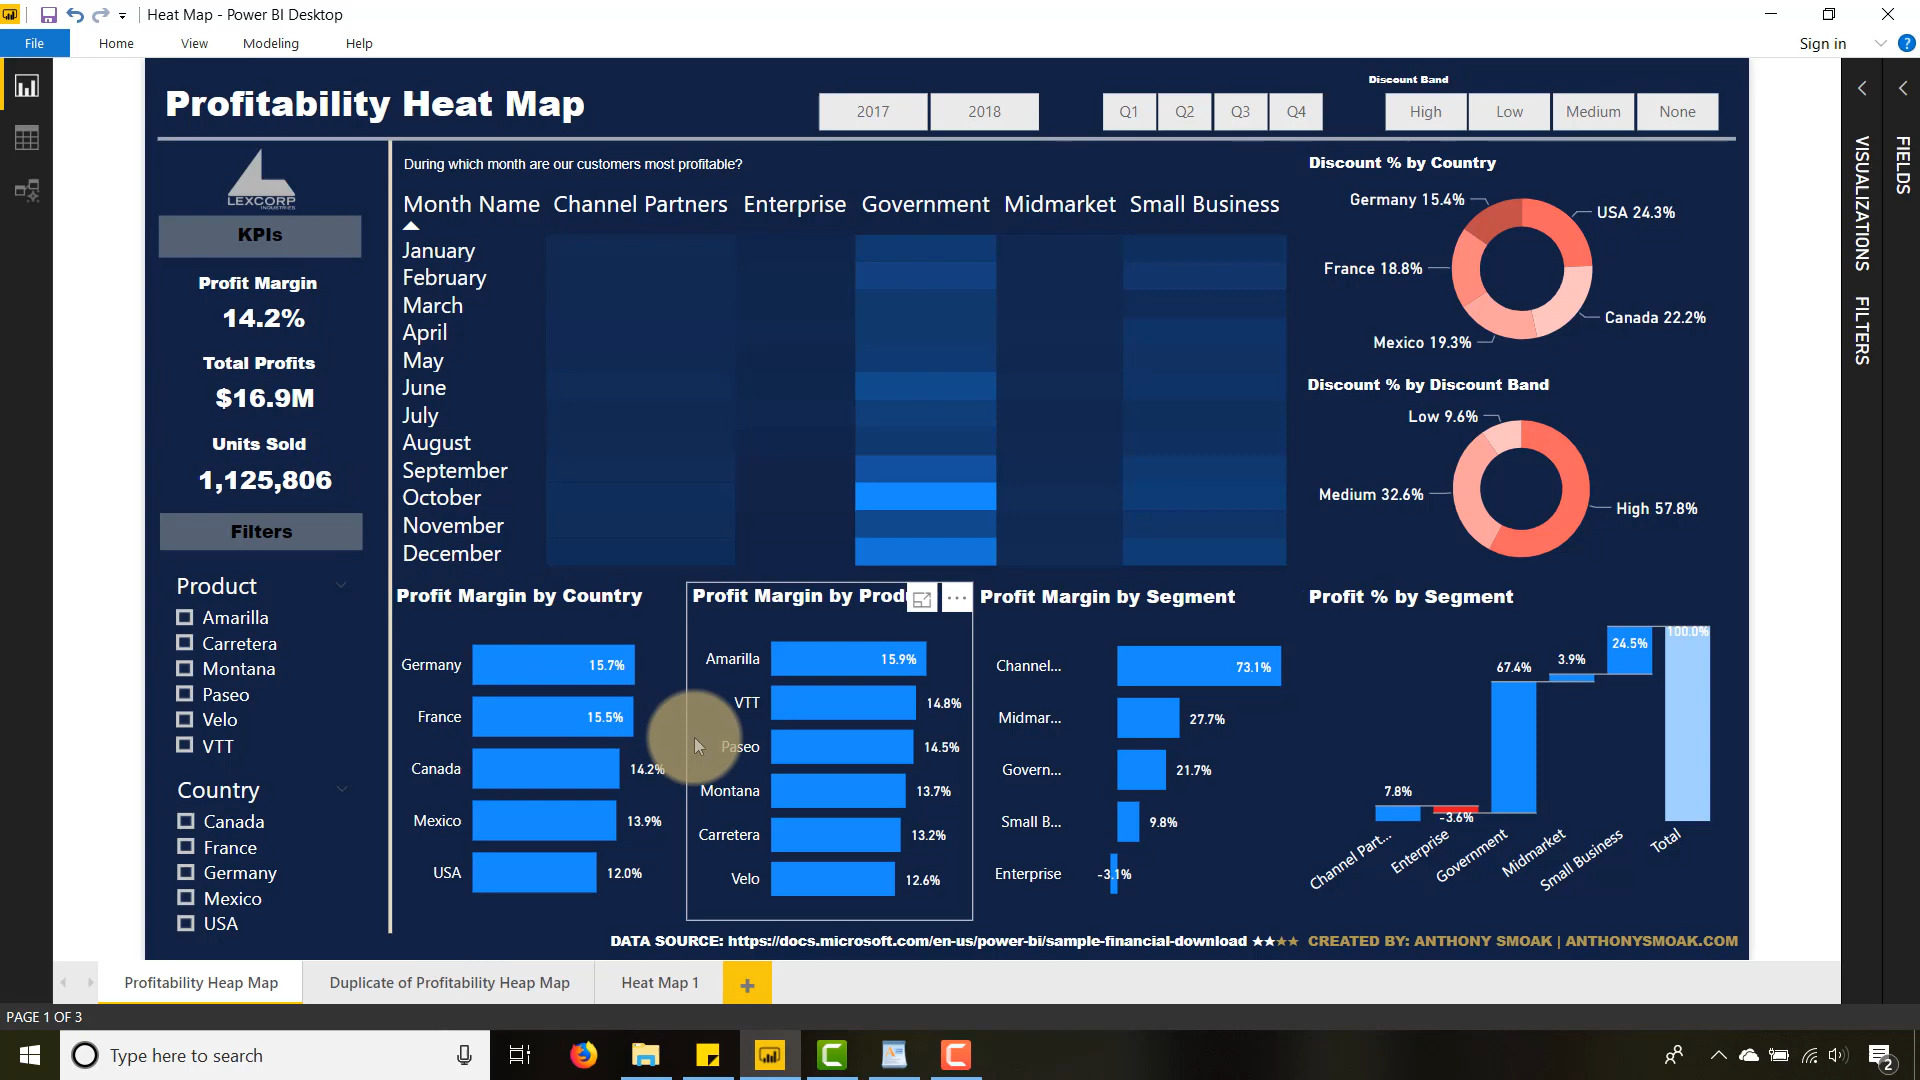 Heat Map - Power BI Desktop
File Home View Modeling Help
Sign in
?
Profitability Heat Map
2017 2018
Q1 Q2 Q3 Q4
Discount Band
High Low Medium None
LEXCORP
INDUSTRIES
KPIs
Profit Margin
14.2%
Total Profits
$16.9M
Units Sold
1,125,806
Filters
Product
Amarilla
Carretera
Montana
Paseo
Velo
VTT
Country
Canada
France
Germany
Mexico
USA
During which month are our customers most profitable?
Month Name Channel Partners Enterprise Government Midmarket Small Business
January
February
March
April
May
June
July
August
September
October
November
December
Discount % by Country
Germany 15.4%
USA 24.3%
France 18.8%
Canada 22.2%
Mexico 19.3%
Discount % by Discount Band
Low 9.6%
Medium 32.6%
High 57.8%
Profit Margin by Country
Germany 15.7%
France 15.5%
Canada 14.2%
Mexico 13.9%
USA 12.0%
Profit Margin by Produ
Amarilla 15.9%
VTT 14.8%
Paseo 14.5%
Montana 13.7%
Carretera 13.2%
Velo 12.6%
Profit Margin by Segment
Channel... 73.1%
Midmar... 27.7%
Govern... 21.7%
Small B... 9.8%
Enterprise -3.1%
Profit % by Segment
7.8%
-3.6%
67.4%
3.9%
24.5%
100.0%
Channel Part...
Enterprise
Government
Midmarket
Small Business
Total
DATA SOURCE: https://docs.microsoft.com/en-us/power-bi/sample-financial-download ★★★★ CREATED BY: ANTHONY SMOAK | ANTHONYSMOAK.COM
VISUALIZATIONS
FILTERS
FIELDS
Profitability Heap Map Duplicate of Profitability Heap Map Heat Map 1 +
PAGE 1 OF 3
Type here to search
2